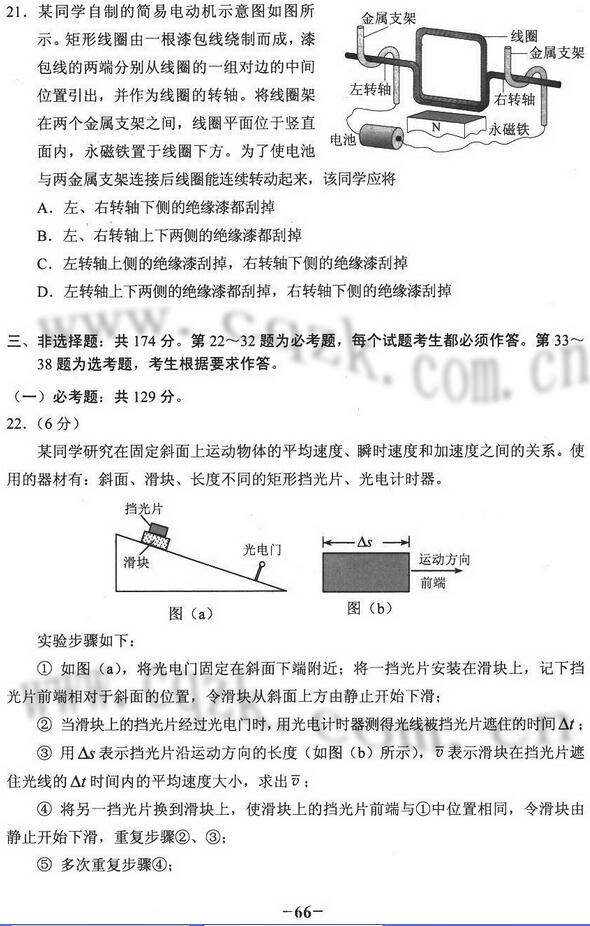 21．某同学自制的简易电动机示意图如图所
示。矩形线圈由一根漆包线绕制而成，漆
包线的两端分别从线圈的一组对边的中间
位置引出，并作为线圈的转轴。将线圈架
在两个金属支架之间，线圈平面位于竖直
面内，永磁铁置于线圈下方。为了使电池
与两金属支架连接后线圈能连续转动起来，该同学应将
金属支架
线圈
金属支架
左转轴
右转轴
N
永磁铁
电池
A．左、右转轴下侧的绝缘漆都刮掉
B．左、右转轴上下两侧的绝缘漆都刮掉
C．左转轴上侧的绝缘漆刮掉，右转轴下侧的绝缘漆刮掉
D．左转轴上下两侧的绝缘漆都刮掉，右转轴下侧的绝缘漆刮掉
www.cqzk.com.cn
三、非选择题：共 174 分。第 22～32 题为必考题，每个试题考生都必须作答。第 33～
38 题为选考题，考生根据要求作答。
（一）必考题：共 129 分。
22．（6 分）
某同学研究在固定斜面上运动物体的平均速度、瞬时速度和加速度之间的关系。使
用的器材有：斜面、滑块、长度不同的矩形挡光片、光电计时器。
挡光片
滑块
光电门
图（a）
Δs
运动方向
前端
图（b）
实验步骤如下：
① 如图（a），将光电门固定在斜面下端附近；将一挡光片安装在滑块上，记下挡
光片前端相对于斜面的位置，令滑块从斜面上方由静止开始下滑；
② 当滑块上的挡光片经过光电门时，用光电计时器测得光线被挡光片遮住的时间 Δt；
③ 用 Δs 表示挡光片沿运动方向的长度（如图（b）所示），v̄ 表示滑块在挡光片遮
住光线的 Δt 时间内的平均速度大小，求出 v̄；
④ 将另一挡光片换到滑块上，使滑块上的挡光片前端与①中位置相同，令滑块由
静止开始下滑，重复步骤②、③；
⑤ 多次重复步骤④；
－66－